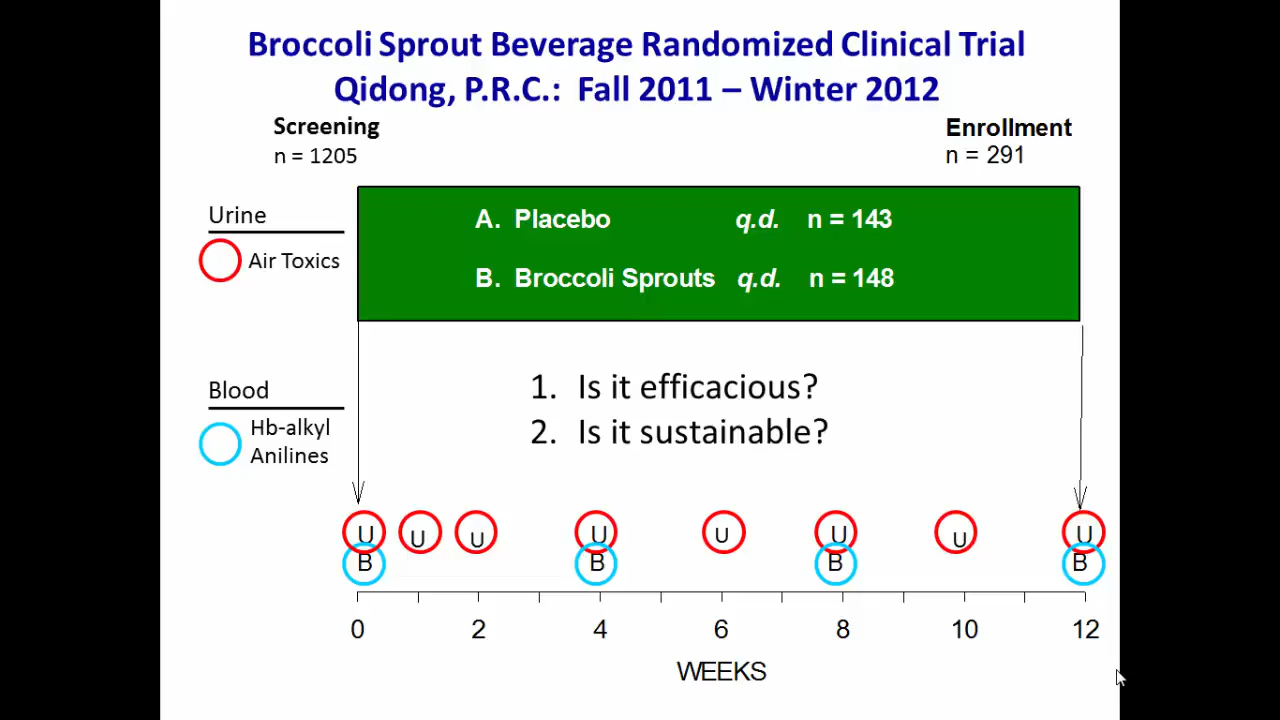 Broccoli Sprout Beverage Randomized Clinical Trial
Qidong, P.R.C.: Fall 2011 – Winter 2012
Screening
n = 1205
Enrollment
n = 291
Urine
Air Toxics
A. Placebo q.d. n = 143
B. Broccoli Sprouts q.d. n = 148
Blood
Hb-alkyl
Anilines
1. Is it efficacious?
2. Is it sustainable?
U U U U U U U U
B B B B
0 2 4 6 8 10 12
WEEKS